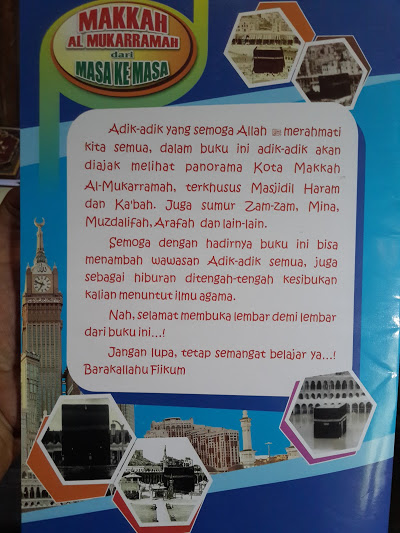 MAKKAH
AL MUKARRAMAH
dari
MASA KE MASA
Adik-adik yang semoga Allah ﷻ merahmati
kita semua, dalam buku ini adik-adik akan
diajak melihat panorama Kota Makkah
Al-Mukarramah, terkhusus Masjidil Haram
dan Ka'bah. Juga sumur Zam-zam, Mina,
Muzdalifah, Arafah dan lain-lain.
Semoga dengan hadirnya buku ini bisa
menambah wawasan Adik-adik semua, juga
sebagai hiburan ditengah-tengah kesibukan
kalian menuntut ilmu agama.
Nah, selamat membuka lembar demi lembar
dari buku ini...!
Jangan lupa, tetap semangat belajar ya...!
Barakallahu Fiikum